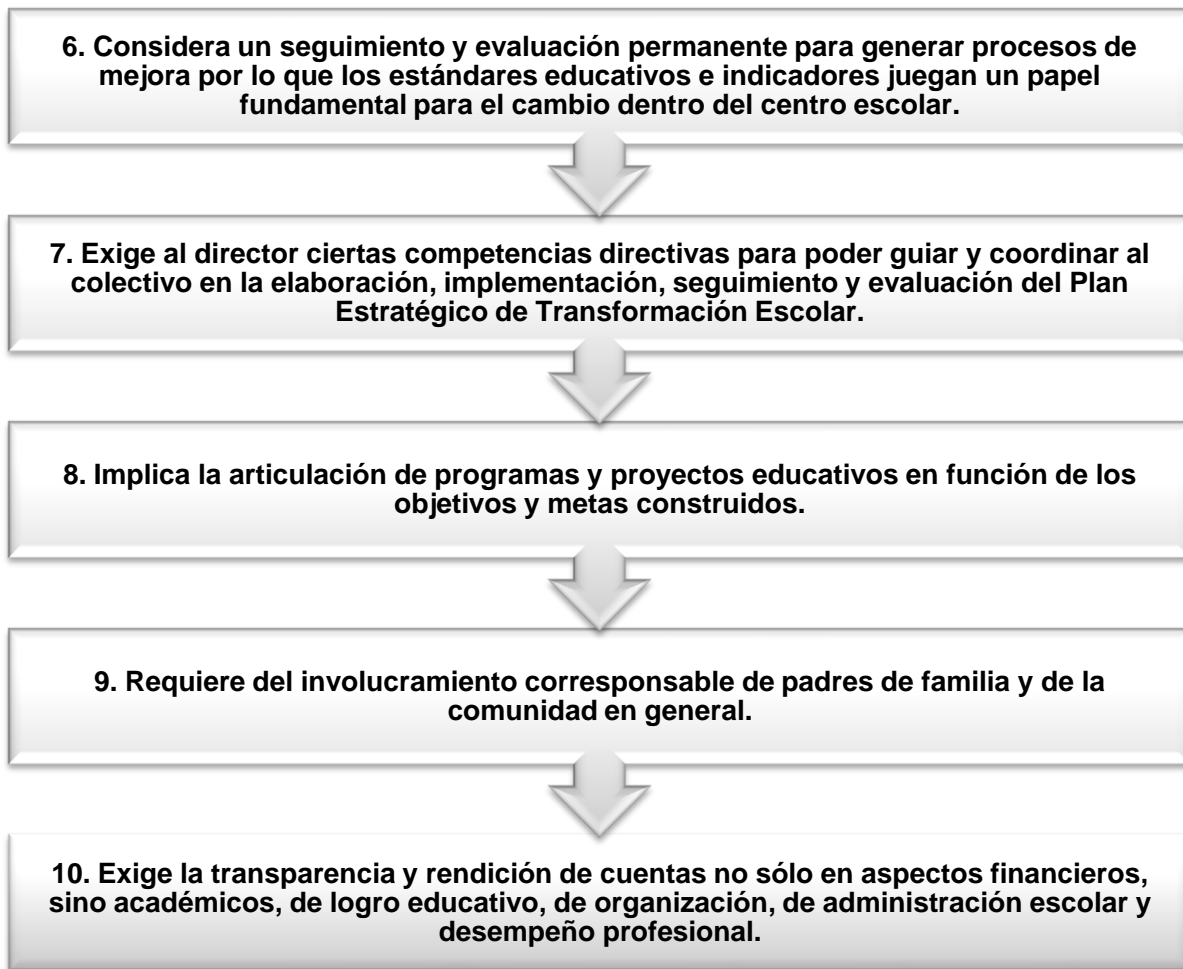 6. Considera un seguimiento y evaluación permanente para generar procesos de
mejora por lo que los estándares educativos e indicadores juegan un papel
fundamental para el cambio dentro del centro escolar.
7. Exige al director ciertas competencias directivas para poder guiar y coordinar al
colectivo en la elaboración, implementación, seguimiento y evaluación del Plan
Estratégico de Transformación Escolar.
8. Implica la articulación de programas y proyectos educativos en función de los
objetivos y metas construidos.
9. Requiere del involucramiento corresponsable de padres de familia y de la
comunidad en general.
10. Exige la transparencia y rendición de cuentas no sólo en aspectos financieros,
sino académicos, de logro educativo, de organización, de administración escolar y
desempeño profesional.